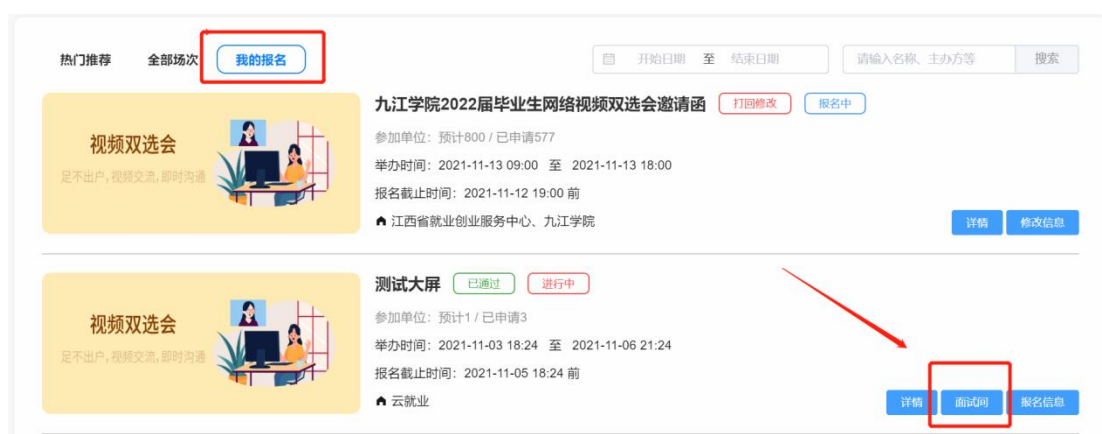 热门推荐 全部场次 我的报名 开始日期 至 结束日期 请输入名称、主办方等 搜索
视频双选会
足不出户,视频交流,即时沟通
九江学院2022届毕业生网络视频双选会邀请函 打回修改 报名中
参加单位：预计800 / 已申请577
举办时间：2021-11-13 09:00 至 2021-11-13 18:00
报名截止时间：2021-11-12 19:00 前
江西省就业创业服务中心、九江学院
详情 修改信息
视频双选会
足不出户,视频交流,即时沟通
测试大屏 已通过 进行中
参加单位：预计1 / 已申请3
举办时间：2021-11-03 18:24 至 2021-11-06 21:24
报名截止时间：2021-11-05 18:24 前
云就业
详情 面试间 报名信息